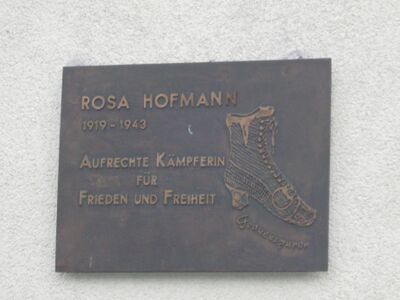 ROSA HOFMANN
1919 - 1943
AUFRECHTE KÄMPFERIN
FÜR
FRIEDEN UND FREIHEIT